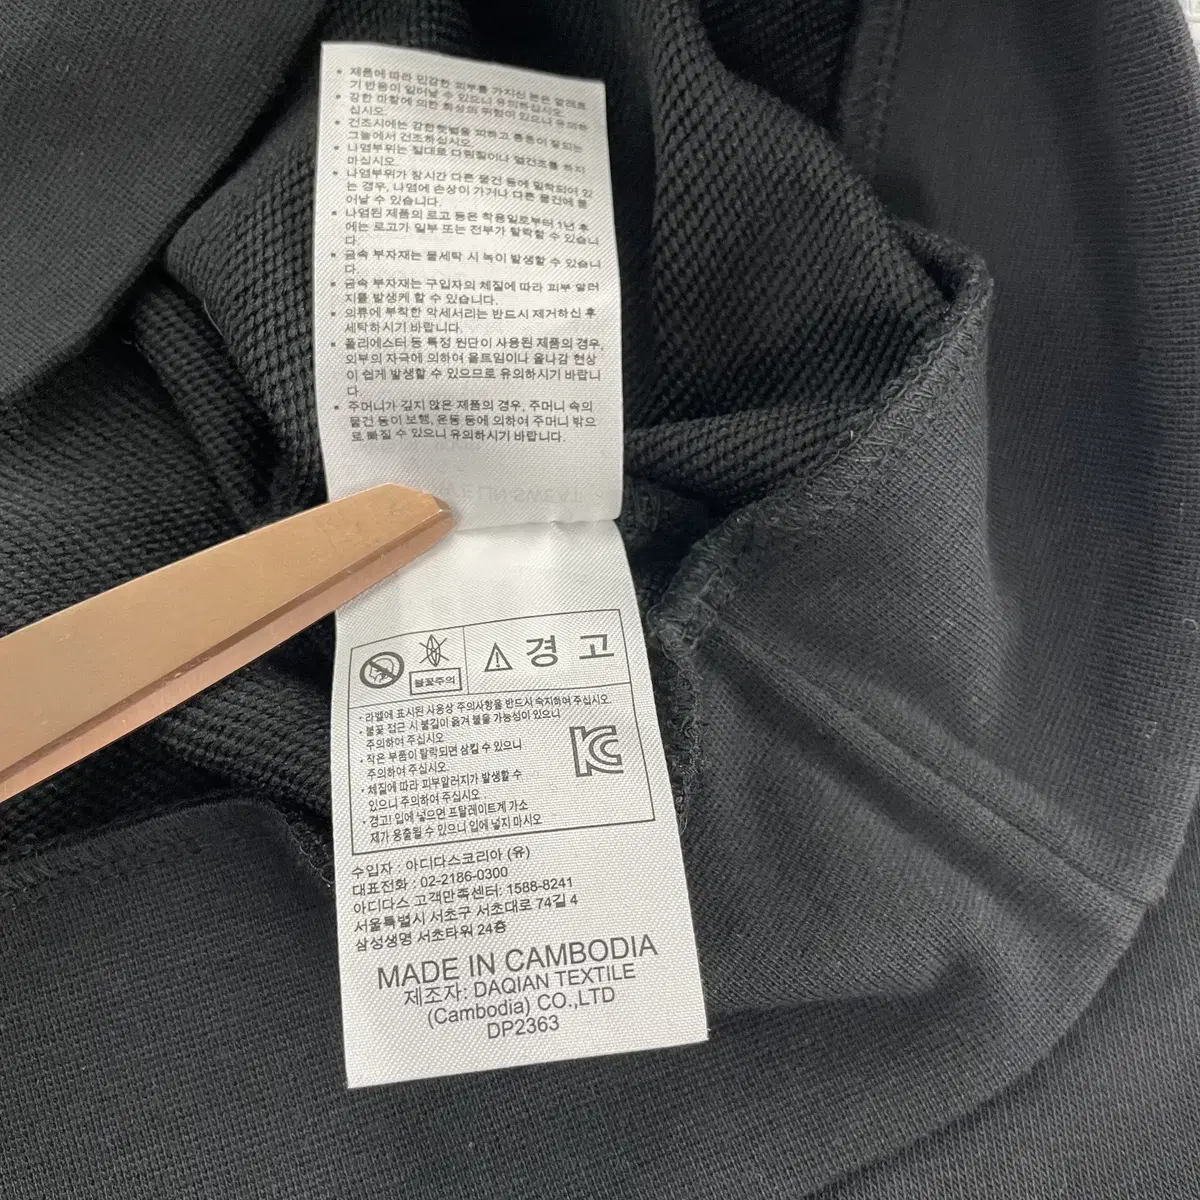 • 제품에 따라 민감한 피부를 가지신 분은 알레르
기 반응이 일어날 수 있으니 유의하십시오.
• 강한 마찰에 의한 화상의 위험이 있으니 유의하
십시오.
• 건조시에는 강한햇볕을 피하고 통풍이 잘되는
그늘에서 건조하십시오.
• 나염부위는 절대로 다림질이나 열건조를 하지
마십시오.
• 나염부위가 장시간 다른 물건 등에 밀착되어 있
는 경우, 나염에 손상이 가거나 다른 물건에 묻
어날 수 있습니다.
• 나염된 제품의 로고 등은 착용일로부터 1년 후
에는 로고가 일부 또는 전부가 탈락할 수 있습니
다.
• 금속 부자재는 물세탁 시 녹이 발생할 수 있습니
다.
• 금속 부자재는 구입자의 체질에 따라 피부 알러
지를 발생케 할 수 있습니다.
• 의류에 부착한 악세서리는 반드시 제거하신 후
세탁하시기 바랍니다.
• 폴리에스터 등 특정 원단이 사용된 제품의 경우,
외부의 자극에 의하여 올트임이나 올나감 현상
이 쉽게 발생할 수 있으므로 유의하시기 바랍니
다.
• 주머니가 깊지 않은 제품의 경우, 주머니 속의
물건 등이 보행, 운동 등에 의하여 주머니 밖으
로 빠질 수 있으니 유의하시기 바랍니다.
불꽃주의
경 고
• 라벨에 표시된 사용상 주의사항을 반드시 숙지하여 주십시오.
• 불꽃 접근 시 불길이 옮겨 붙을 가능성이 있으니
주의하여 주십시오
• 작은 부품이 탈락되면 삼킬 수 있으니
주의하여 주십시오.
• 체질에 따라 피부알러지가 발생할 수
있으니 주의하여 주십시오.
• 경고! 입에 넣으면 프탈레이트계 가소
제가 용출될 수 있으니 입에 넣지 마시오
KC
수입자 : 아디다스코리아 (유)
대표전화 : 02-2186-0300
아디다스 고객만족센터: 1588-8241
서울특별시 서초구 서초대로 74길 4
삼성생명 서초타워 24층
MADE IN CAMBODIA
제조자: DAQIAN TEXTILE
(Cambodia) CO.,LTD
DP2363